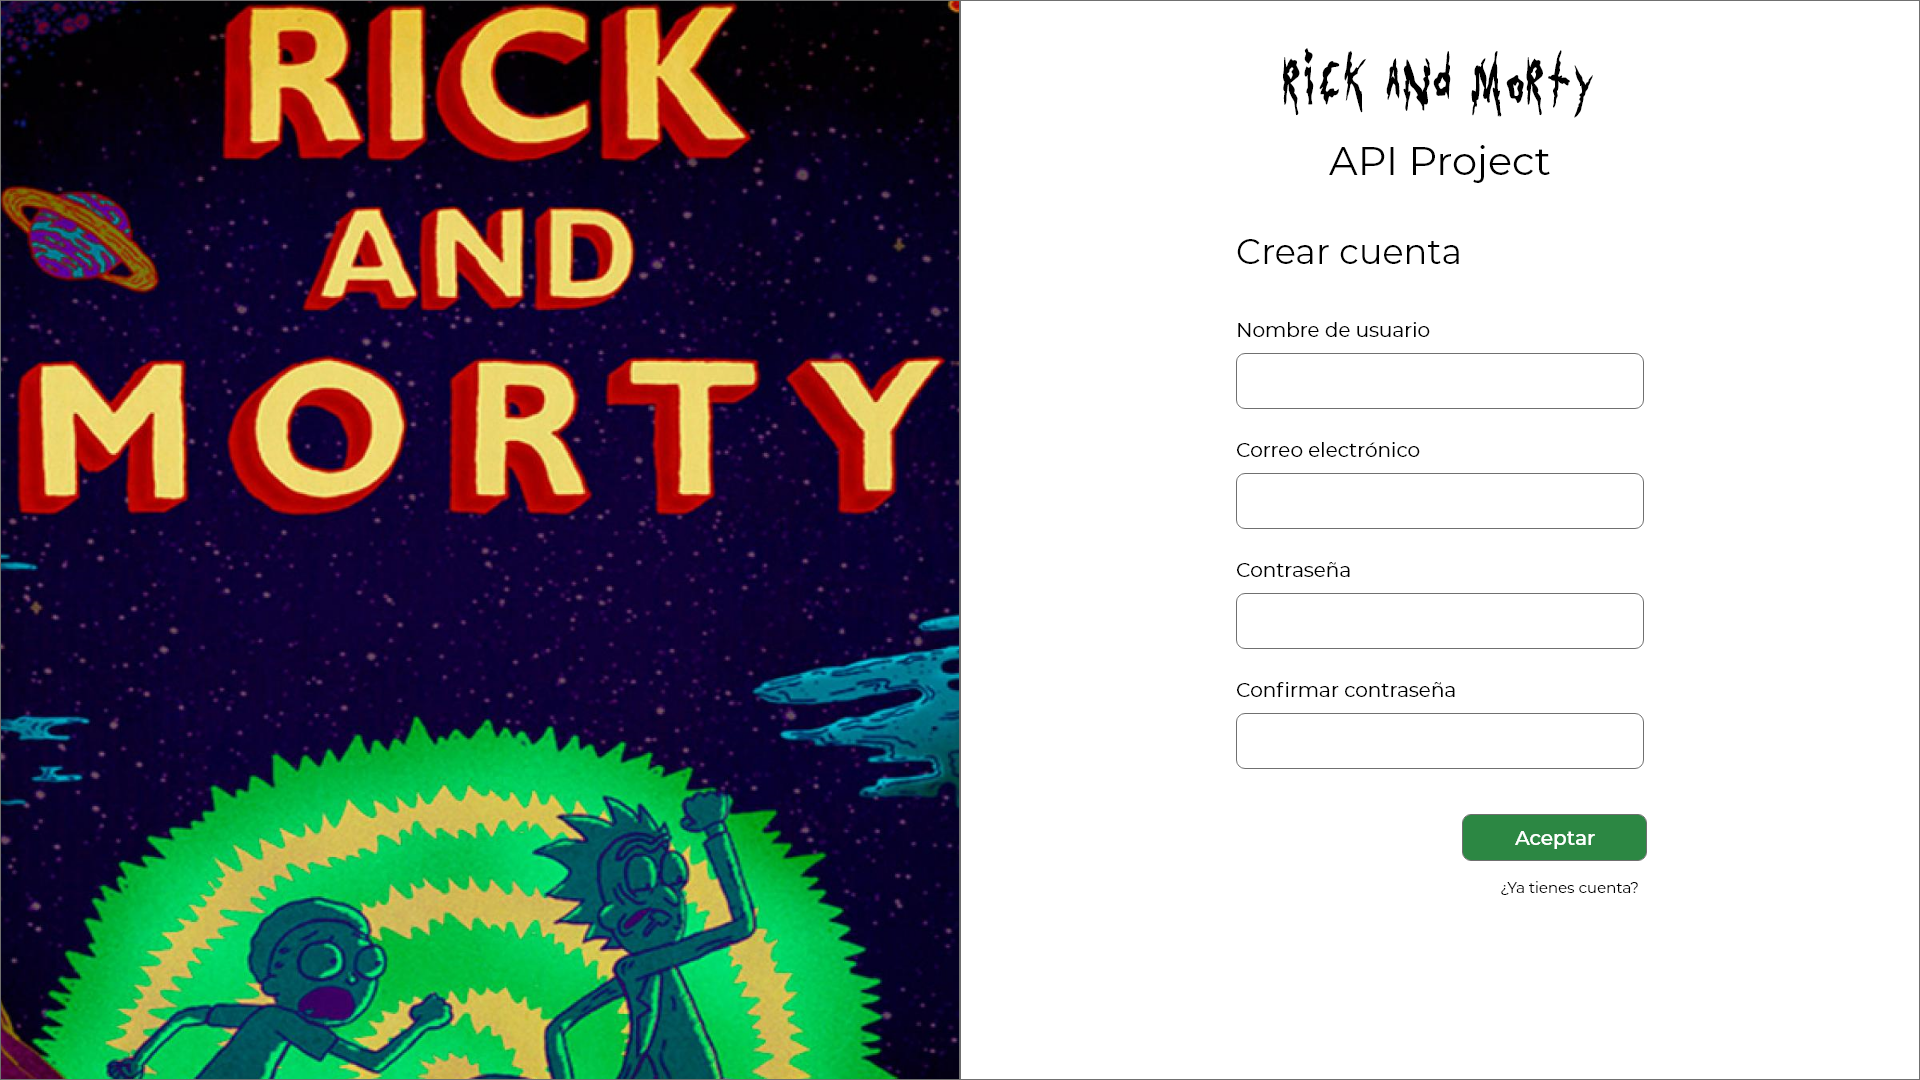 RICK
AND
MORTY
Rick and Morty
API Project
Crear cuenta
Nombre de usuario
Correo electrónico
Contraseña
Confirmar contraseña
Aceptar
¿Ya tienes cuenta?